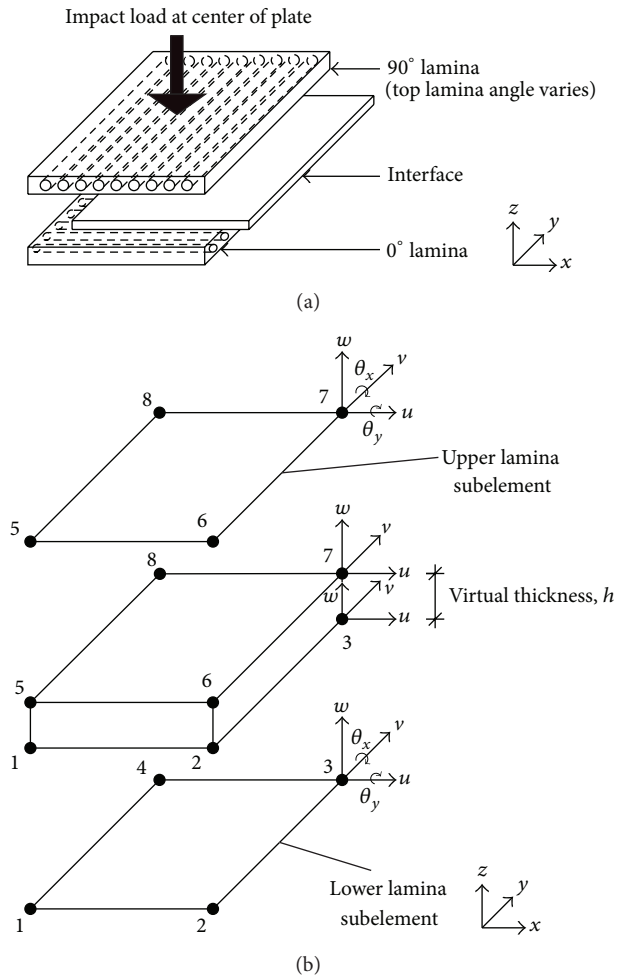 Impact load at center of plate
90° lamina
(top lamina angle varies)
Interface
0° lamina
z
y
x
(a)
w
v
θx
8
7
u
θy
Upper lamina
subelement
5
6
w
v
8
7
u
w
v
Virtual thickness, h
u
3
5
6
1
2
w
v
θx
4
3
u
θy
Lower lamina
subelement
z
y
x
1
2
(b)